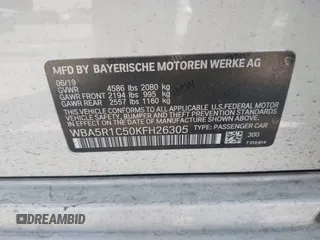 MFD BY BAYERISCHE MOTOREN WERKE AG
06/19
GVWR 4586 lbs 2080 kg
GAWR FRONT 2194 lbs 995 kg
GAWR REAR 2557 lbs 1160 kg
THIS VEHICLE CONFORMS TO ALL APPLICABLE U.S.FEDERAL MOTOR
VEHICLE SAFETY, BUMPER AND THEFT PREVENTION STANDARDS
IN EFFECT ON THE DATE OF MANUFACTURE SHOWN ABOVE.
WBA5R1C50KFH26305 TYPE: PASSENGER CAR
300
DREAMBID